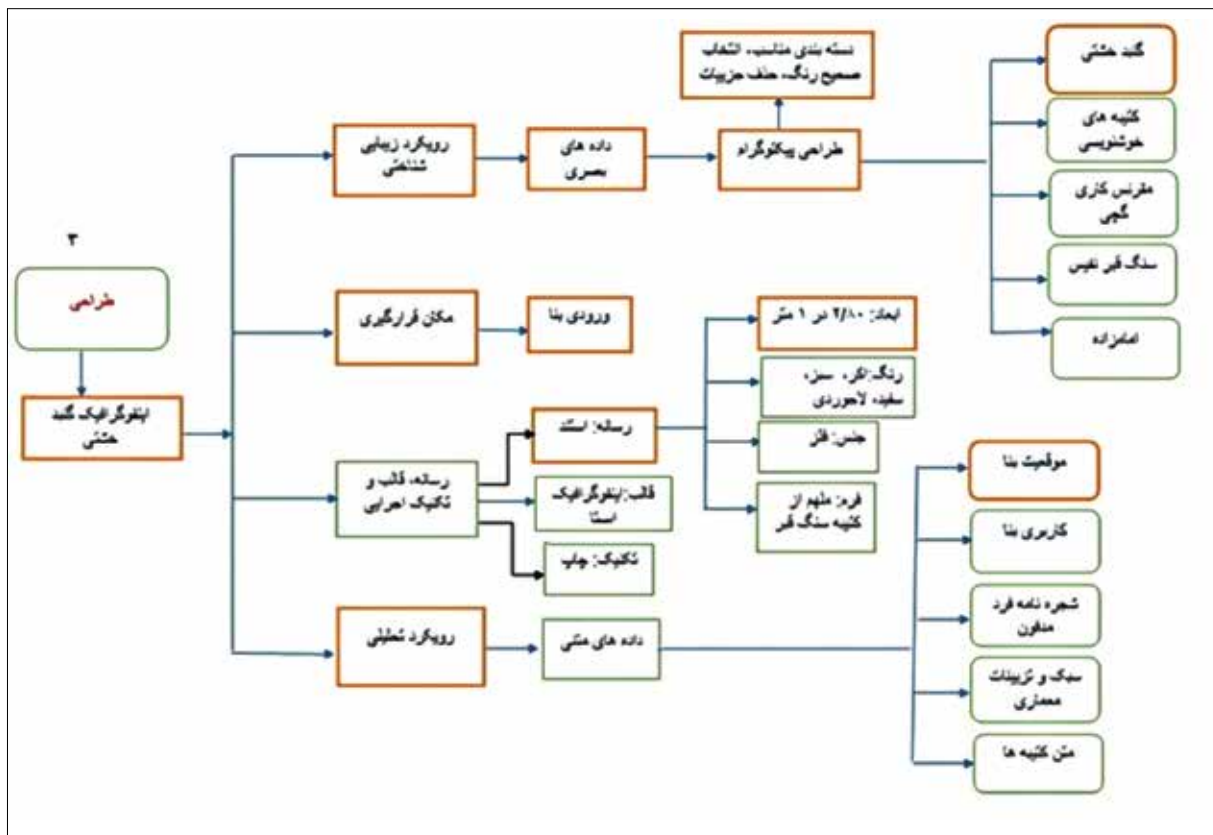 ۳
طراحی
اینفوگرافیک گنبد
خشتی
رویکرد زیبایی
شناختی
داده های
بصری
طراحی پیکتوگرام
دسته بندی مناسب، انتخاب
صحیح رنگ، حذف جزییات
گنبد خشتی
کتیبه های
خوشنویسی
مقرنس کاری
گچی
سنگ قبر نفیس
امامزاده
مکان قرارگیری
ورودی بنا
رسانه، قالب و
تکنیک اجرایی
رسانه: استند
قالب:اینفوگرافیک
استا
تکنیک: چاپ
ابعاد: ۲/۸۰ در ۱ متر
رنگ:اکر، سبز،
سفید، لاجوردی
جنس: فلز
فرم: ملهم از
کتیبه سنگ قبر
رویکرد تحلیلی
داده های متنی
موقعیت بنا
کاربری بنا
شجره نامه فرد
مدفون
سبک و تزیینات
معماری
متن کتیبه ها